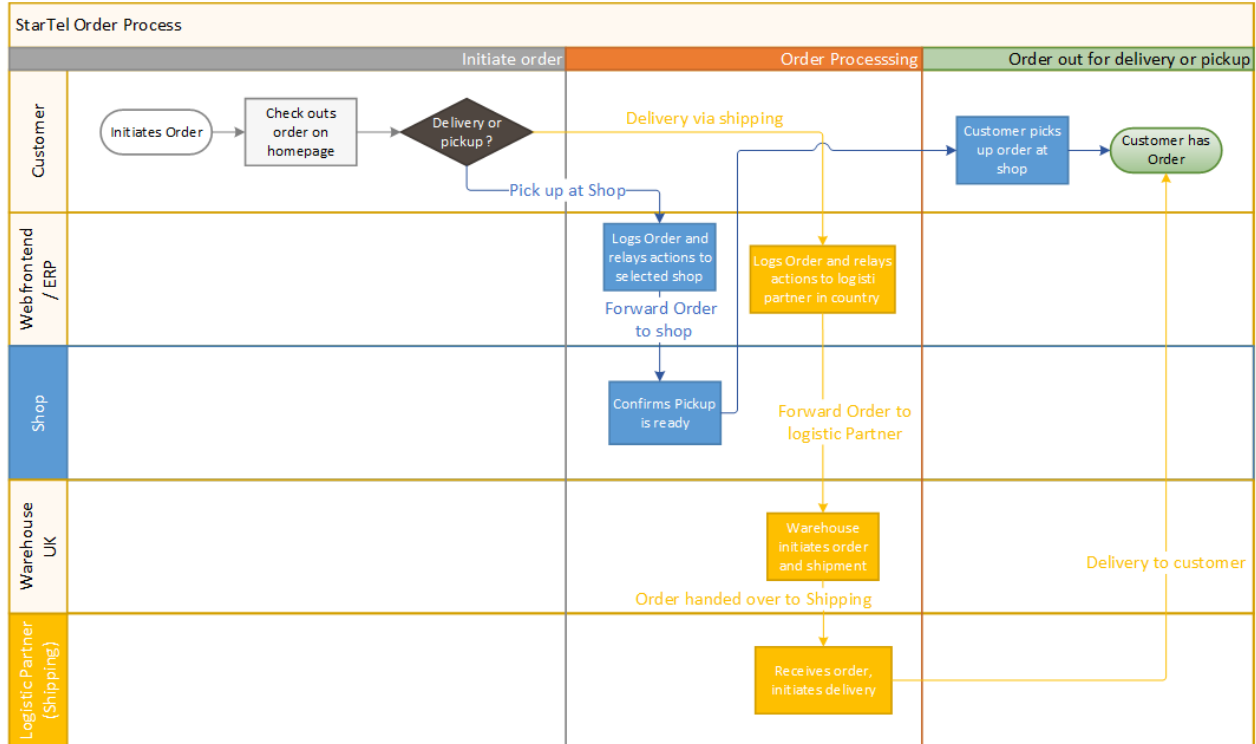 StarTel Order Process
Initiate order
Order Processsing
Order out for delivery or pickup
Customer
Initiates Order
Check outs
order on
homepage
Delivery or
pickup ?
Delivery via shipping
Pick up at Shop
Customer picks
up order at
shop
Customer has
Order
Webfrontend
/ ERP
Logs Order and
relays actions to
selected shop
Logs Order and relays
actions to logisti
partner in country
Forward Order
to shop
Shop
Confirms Pickup
is ready
Forward Order to
logistic Partner
Warehouse
UK
Warehouse
initiates order
and shipment
Delivery to customer
Order handed over to Shipping
Logistic Partner
(Shipping)
Receives order,
initiates delivery